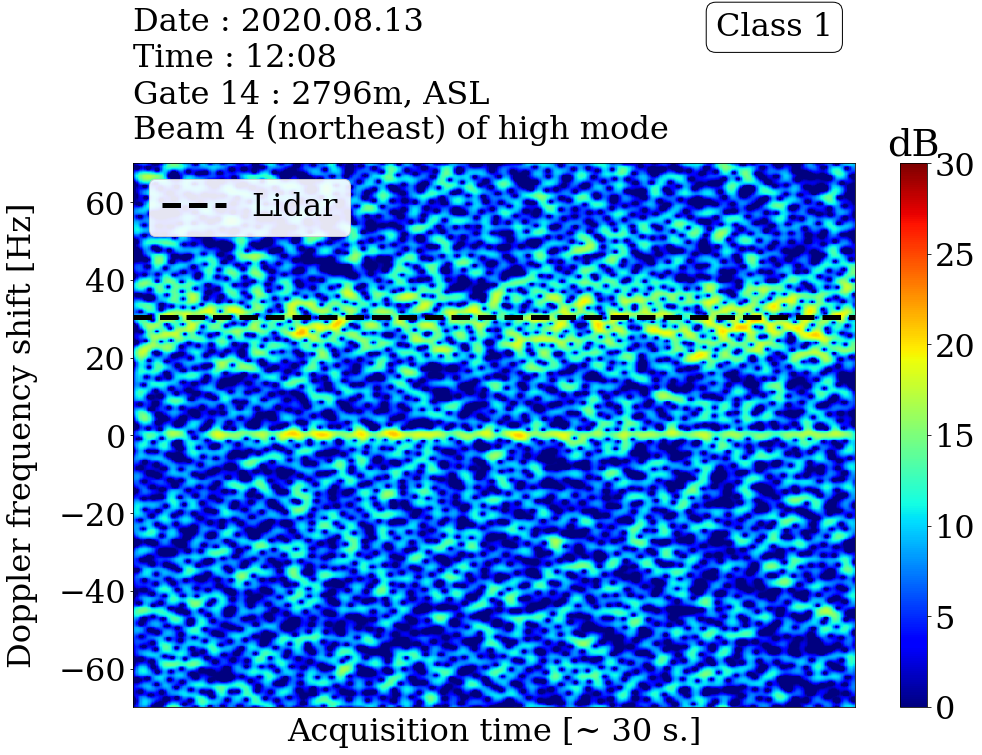 Date : 2020.08.13
Time : 12:08
Gate 14 : 2796m, ASL
Beam 4 (northeast) of high mode
Class 1
dB
Lidar
Doppler frequency shift [Hz]
60
40
20
0
−20
−40
−60
30
25
20
15
10
5
0
Acquisition time [~ 30 s.]